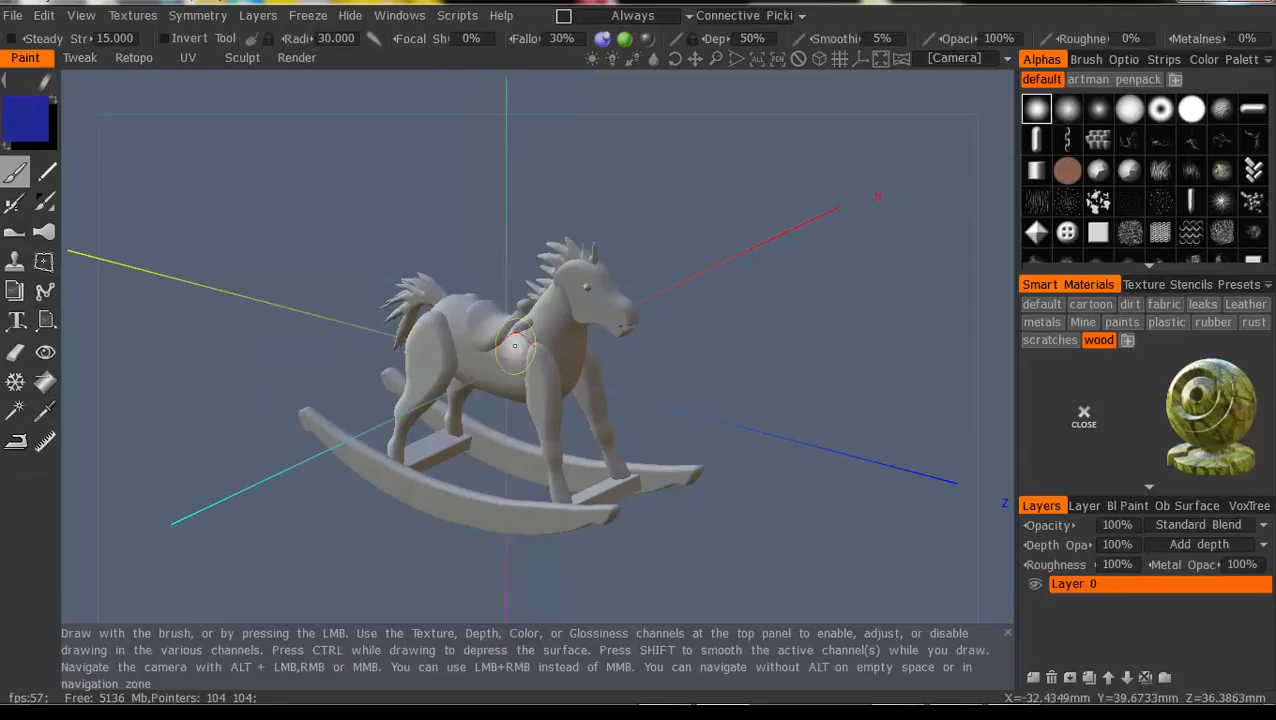 File Edit View Textures Symmetry Layers Freeze Hide Windows Scripts Help Always Connective Picki
Steady Str 15.000 Invert Tool Radi 30.000 Focal Sh 0% Fallo 30% Dep 50% Smoothi 5% Opaci 100% Roughne 0% Metalnes 0%
Paint Tweak Retopo UV Sculpt Render [Camera] Alphas Brush Optio Strips Color Palett
default artman penpack
X
Smart Materials Texture Stencils Presets
default cartoon dirt fabric leaks Leather
metals Mine paints plastic rubber rust
scratches wood
CLOSE
Z
Layers Layer Bl Paint Ob Surface VoxTree
Opacity 100% Standard Blend
Depth Opa 100% Add depth
Roughness 100% Metal Opac 100%
Layer 0
Draw with the brush, or by pressing the LMB. Use the Texture, Depth, Color, or Glossiness channels at the top panel to enable, adjust, or disable
drawing in the various channels. Press CTRL while drawing to depress the surface. Press SHIFT to smooth the active channel(s) while you draw.
Navigate the camera with ALT + LMB,RMB or MMB. You can use LMB+RMB instead of MMB. You can navigate without ALT on empty space or in
navigation zone
fps:57; Free: 5136 Mb,Pointers: 104 104; X=-32.4349mm Y=39.6733mm Z=36.3863mm